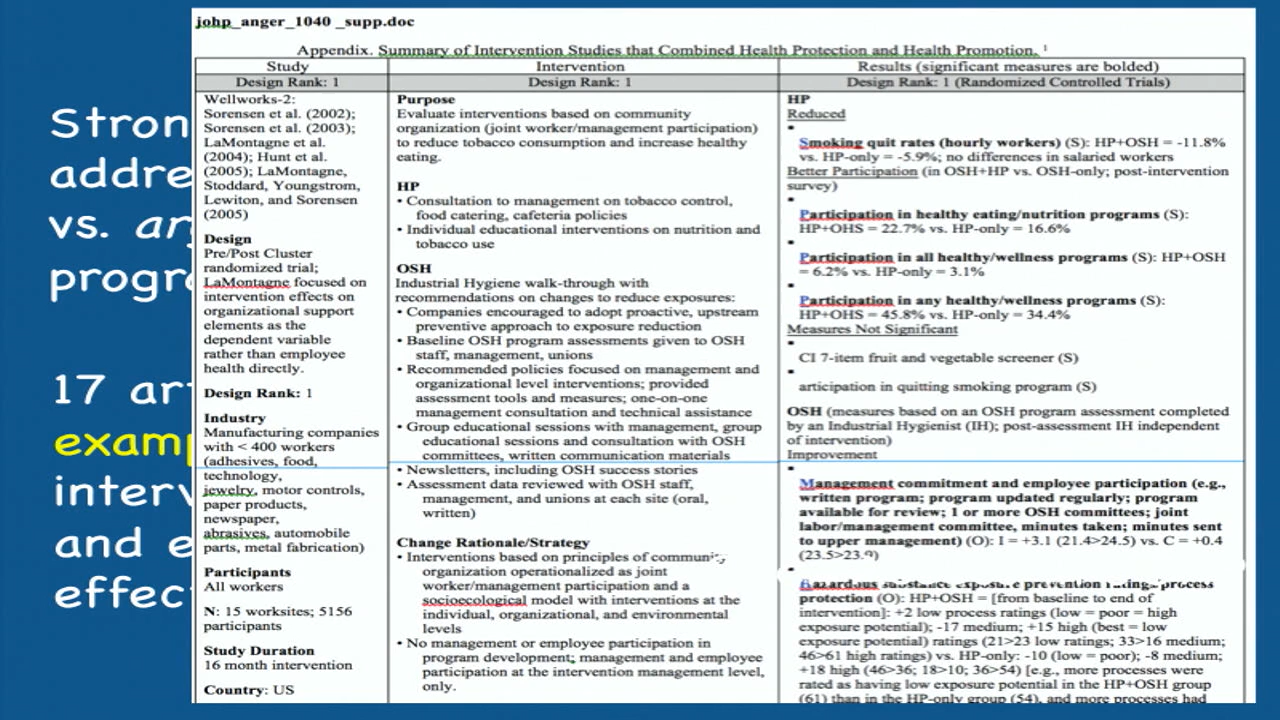 johp_anger_1040 _supp.doc
Appendix. Summary of Intervention Studies that Combined Health Protection and Health Promotion. 1
Study
Intervention
Results (significant measures are bolded)
Design Rank: 1
Design Rank: 1
Design Rank: 1 (Randomized Controlled Trials)
Wellworks-2:
Sorensen et al. (2002);
Sorensen et al. (2003);
LaMontagne et al.
(2004); Hunt et al.
(2005); LaMontagne,
Stoddard, Youngstrom,
Lewiton, and Sorensen
(2005)
Design
Pre/Post Cluster
randomized trial;
LaMontagne focused on
intervention effects on
organizational support
elements as the
dependent variable
rather than employee
health directly.
Design Rank: 1
Industry
Manufacturing companies
with < 400 workers
(adhesives, food,
technology,
jewelry, motor controls,
paper products,
newspaper,
abrasives, automobile
parts, metal fabrication)
Participants
All workers
N: 15 worksites; 5156
participants
Study Duration
16 month intervention
Country: US
Purpose
Evaluate interventions based on community
organization (joint worker/management participation)
to reduce tobacco consumption and increase healthy
eating.
HP
• Consultation to management on tobacco control,
food catering, cafeteria policies
• Individual educational interventions on nutrition and
tobacco use
OSH
Industrial Hygiene walk-through with
recommendations on changes to reduce exposures:
• Companies encouraged to adopt proactive, upstream
preventive approach to exposure reduction
• Baseline OSH program assessments given to OSH
staff, management, unions
• Recommended policies focused on management and
organizational level interventions; provided
assessment tools and measures; one-on-one
management consultation and technical assistance
• Group educational sessions with management, group
educational sessions and consultation with OSH
committees, written communication materials
• Newsletters, including OSH success stories
• Assessment data reviewed with OSH staff,
management, and unions at each site (oral,
written)
Change Rationale/Strategy
• Interventions based on principles of community
organization operationalized as joint
worker/management participation and a
socioecological model with interventions at the
individual, organizational, and environmental
levels
• No management or employee participation in
program development; management and employee
participation at the intervention management level,
only.
HP
Reduced
•
Smoking quit rates (hourly workers) (S): HP+OSH = -11.8%
vs. HP-only = -5.9%; no differences in salaried workers
Better Participation (in OSH+HP vs. OSH-only; post-intervention
survey)
•
Participation in healthy eating/nutrition programs (S):
HP+OHS = 22.7% vs. HP-only = 16.6%
•
Participation in all healthy/wellness programs (S): HP+OSH
= 6.2% vs. HP-only = 3.1%
•
Participation in any healthy/wellness programs (S):
HP+OHS = 45.8% vs. HP-only = 34.4%
Measures Not Significant
•
CI 7-item fruit and vegetable screener (S)
•
articipation in quitting smoking program (S)
OSH (measures based on an OSH program assessment completed
by an Industrial Hygienist (IH); post-assessment IH independent
of intervention)
Improvement
•
Management commitment and employee participation (e.g.,
written program; program updated regularly; program
available for review; 1 or more OSH committees; joint
labor/management committee, minutes taken; minutes sent
to upper management) (O): I = +3.1 (21.4>24.5) vs. C = +0.4
(23.5>23.9)
•
Hazardous substance exposure prevention rating: process
protection (O): HP+OSH = [from baseline to end of
intervention]: +2 low process ratings (low = poor = high
exposure potential); -17 medium; +15 high (best = low
exposure potential) ratings (21>23 low ratings; 33>16 medium;
46>61 high ratings) vs. HP-only: -10 (low = poor); -8 medium;
+18 high (46>36; 18>10; 36>54) [e.g., more processes were
rated as having low exposure potential in the HP+OSH group
(61) than in the HP-only group (54), and more processes had
Stron
addre
vs. ar
progr
17 ar
examp
interv
and e
effec